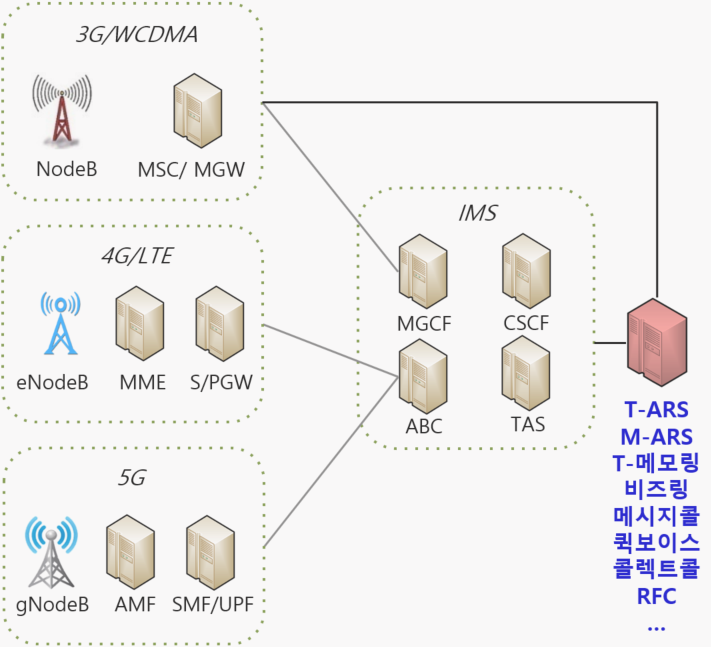 3G/WCDMA
NodeB
MSC/ MGW
4G/LTE
eNodeB
MME
S/PGW
5G
gNodeB
AMF
SMF/UPF
IMS
MGCF
CSCF
ABC
TAS
T-ARS
M-ARS
T-메모링
비즈링
메시지콜
퀵보이스
콜렉트콜
RFC
...